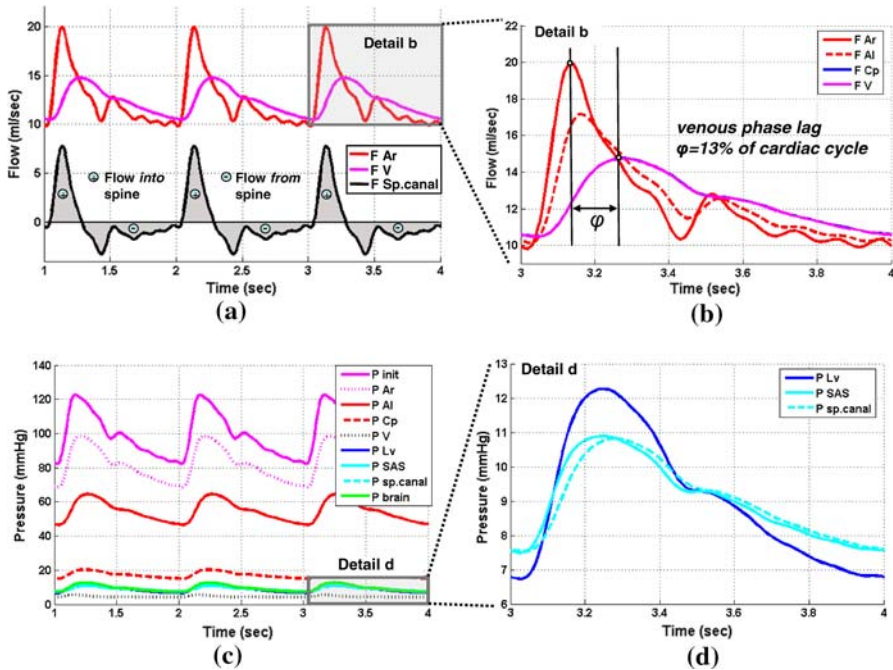 25
20
15
10
5
0
-5
1
1.5
2
2.5
3
3.5
4
Flow (ml/sec)
Flow (ml/sec)
Time (sec)
Detail b
Flow into
spine
Flow from
spine
F Ar
F V
F Sp.canal
(a)
Detail b
22
20
18
16
14
12
10
3
3.2
3.4
3.6
3.8
4
Flow (ml/sec)
Time (sec)
F Ar
F Al
F Cp
F V
venous phase lag
φ=13% of cardiac cycle
φ
(b)
140
120
100
80
60
40
20
0
1
1.5
2
2.5
3
3.5
4
Pressure (mmHg)
Time (sec)
P init
P Ar
P Al
P Cp
P V
P Lv
P SAS
P sp.canal
P brain
Detail d
(c)
Detail d
13
12
11
10
9
8
7
6
3
3.2
3.4
3.6
3.8
4
Pressure (mmHg)
Time (sec)
P Lv
P SAS
P sp.canal
(d)